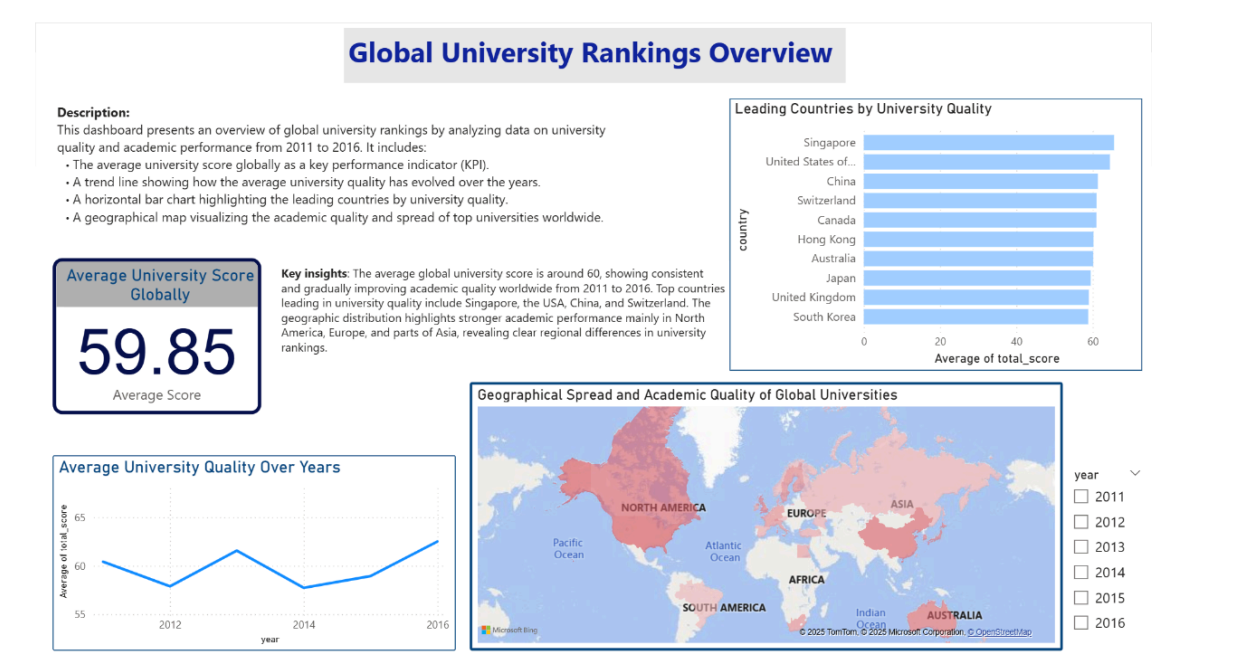 Global University Rankings Overview
Description:
This dashboard presents an overview of global university rankings by analyzing data on university
quality and academic performance from 2011 to 2016. It includes:
• The average university score globally as a key performance indicator (KPI).
• A trend line showing how the average university quality has evolved over the years.
• A horizontal bar chart highlighting the leading countries by university quality.
• A geographical map visualizing the academic quality and spread of top universities worldwide.
Leading Countries by University Quality
country
Singapore
United States of...
China
Switzerland
Canada
Hong Kong
Australia
Japan
United Kingdom
South Korea
0 20 40 60
Average of total_score
Average University Score
Globally
59.85
Average Score
Key insights: The average global university score is around 60, showing consistent
and gradually improving academic quality worldwide from 2011 to 2016. Top countries
leading in university quality include Singapore, the USA, China, and Switzerland. The
geographic distribution highlights stronger academic performance mainly in North
America, Europe, and parts of Asia, revealing clear regional differences in university
rankings.
Geographical Spread and Academic Quality of Global Universities
NORTH AMERICA
EUROPE
ASIA
Pacific
Ocean
Atlantic
Ocean
AFRICA
SOUTH AMERICA
Indian
Ocean
AUSTRALIA
Microsoft Bing
© 2025 TomTom, © 2025 Microsoft Corporation, © OpenStreetMap
year
2011
2012
2013
2014
2015
2016
Average University Quality Over Years
Average of total_score
65
60
55
2012 2014 2016
year